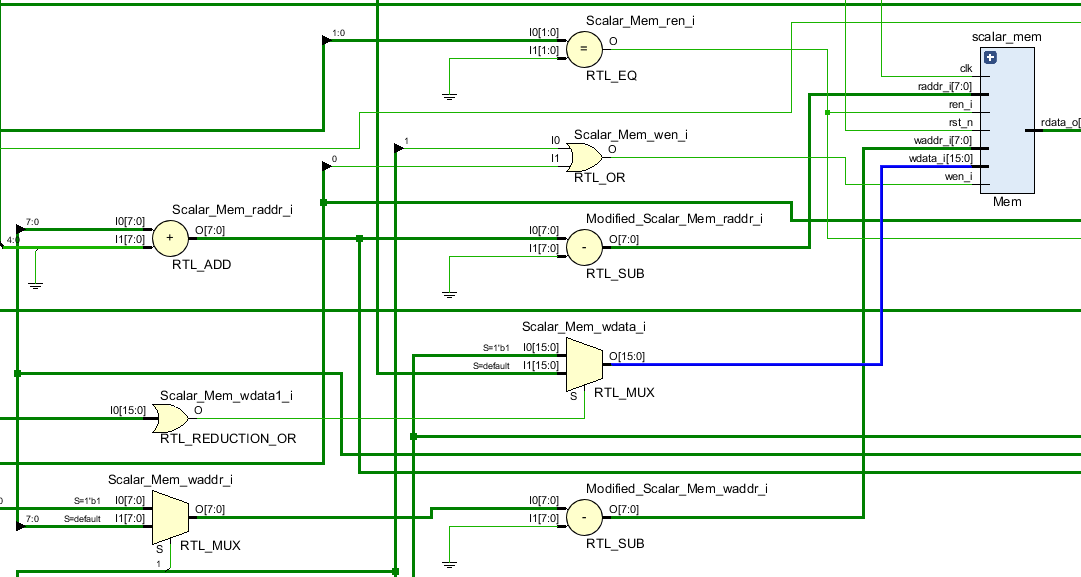 Scalar_Mem_ren_i
1:0
I0[1:0]
O
I1[1:0]
=
RTL_EQ
scalar_mem
clk
raddr_i[7:0]
ren_i
rst_n
rdata_o[
waddr_i[7:0]
wdata_i[15:0]
wen_i
Mem
Scalar_Mem_wen_i
1
I0
O
0
I1
RTL_OR
Scalar_Mem_raddr_i
7:0
I0[7:0]
O[7:0]
4:0
I1[7:0]
+
RTL_ADD
Modified_Scalar_Mem_raddr_i
I0[7:0]
O[7:0]
I1[7:0]
-
RTL_SUB
Scalar_Mem_wdata_i
S=1'b1
I0[15:0]
O[15:0]
S=default
I1[15:0]
S
RTL_MUX
Scalar_Mem_wdata1_i
I0[15:0]
O
RTL_REDUCTION_OR
Scalar_Mem_waddr_i
0
S=1'b1
I0[7:0]
O[7:0]
7:0
S=default
I1[7:0]
S
RTL_MUX
1
Modified_Scalar_Mem_waddr_i
I0[7:0]
O[7:0]
I1[7:0]
-
RTL_SUB